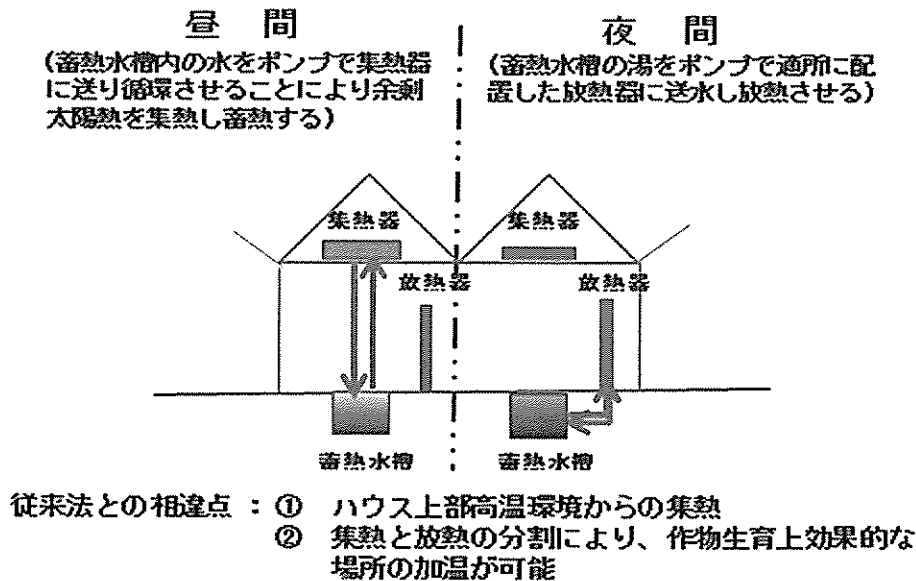 昼　間
(蓄熱水槽内の水をポンプで集熱器
に送り循環させることにより余剰
太陽熱を集熱し蓄熱する)
夜　間
(蓄熱水槽の湯をポンプで適所に配
置した放熱器に送水し放熱させる)
集熱器
放熱器
蓄熱水槽
集熱器
放熱器
蓄熱水槽
従来法との相違点 : ①　ハウス上部高温環境からの集熱
②　集熱と放熱の分割により、作物生育上効果的な
場所の加温が可能